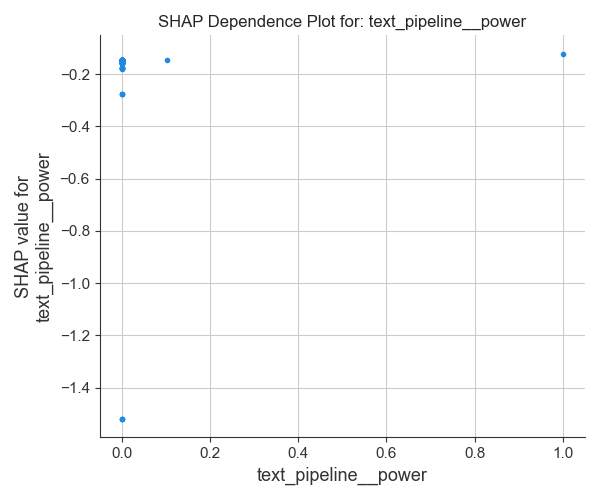 SHAP Dependence Plot for: text_pipeline__power
−0.2
−0.4
−0.6
−0.8
−1.0
−1.2
−1.4
SHAP value for
text_pipeline__power
0.0 0.2 0.4 0.6 0.8 1.0
text_pipeline__power